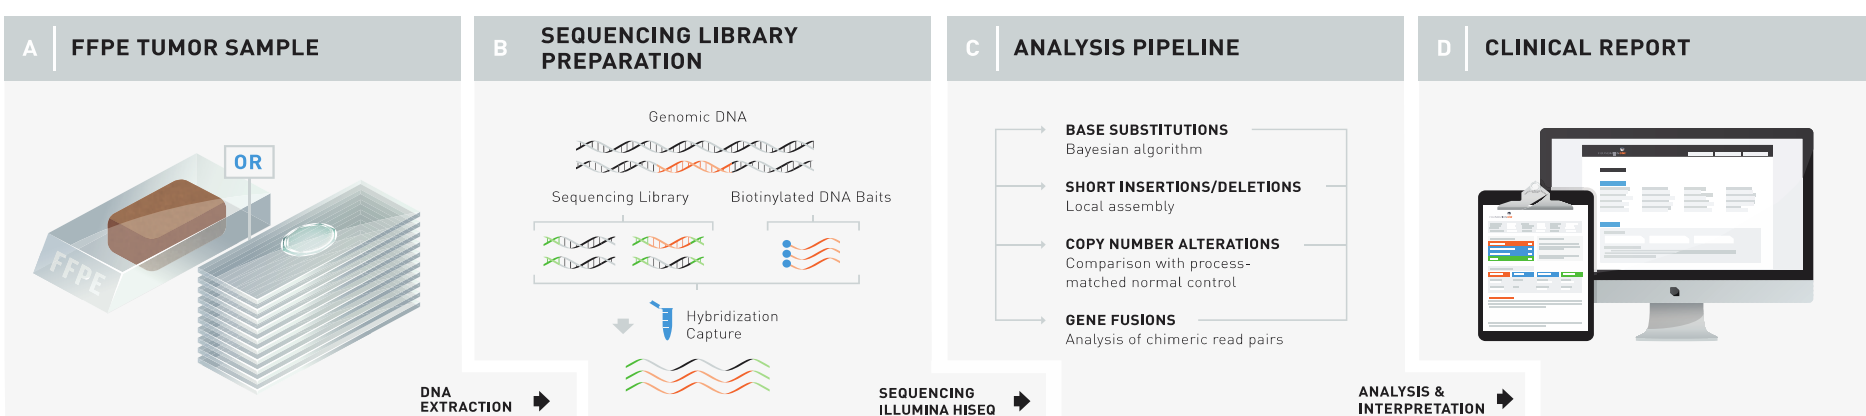 A
FFPE TUMOR SAMPLE
OR
FFPE
DNA
EXTRACTION
B
SEQUENCING LIBRARY
PREPARATION
Genomic DNA
Sequencing Library
Biotinylated DNA Baits
Hybridization
Capture
SEQUENCING
ILLUMINA HISEQ
C
ANALYSIS PIPELINE
BASE SUBSTITUTIONS
Bayesian algorithm
SHORT INSERTIONS/DELETIONS
Local assembly
COPY NUMBER ALTERATIONS
Comparison with process-
matched normal control
GENE FUSIONS
Analysis of chimeric read pairs
ANALYSIS &
INTERPRETATION
D
CLINICAL REPORT